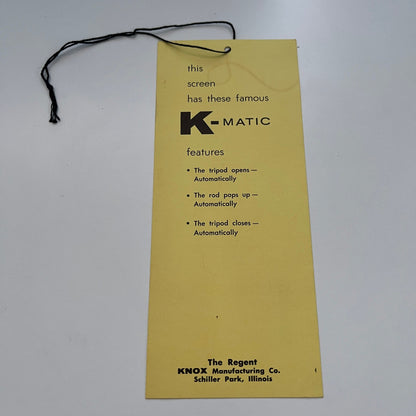 this
screen
has these famous
K-MATIC
features
• The tripod opens —
Automatically
• The rod pops up —
Automatically
• The tripod closes —
Automatically
The Regent
KNOX Manufacturing Co.
Schiller Park, Illinois